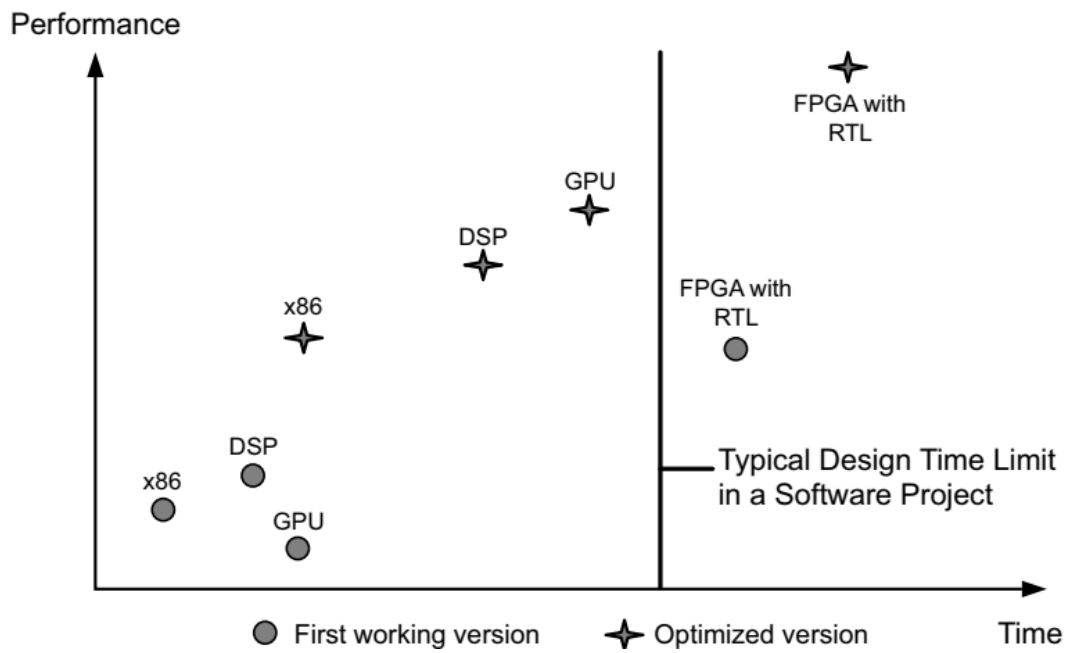 Performance
FPGA with
RTL
GPU
DSP
FPGA with
RTL
x86
DSP
x86
GPU
Typical Design Time Limit
in a Software Project
First working version
Optimized version
Time